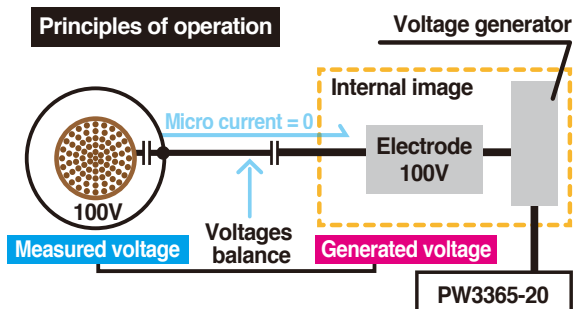 Principles of operation
Voltage generator
Internal image
Micro current = 0
Electrode
100V
100V
Voltages
balance
Measured voltage
Generated voltage
PW3365-20